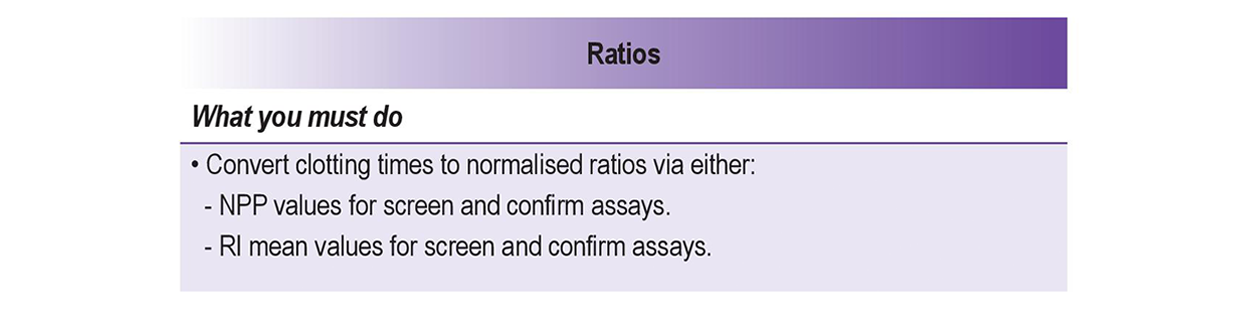 Ratios
What you must do
• Convert clotting times to normalised ratios via either:
- NPP values for screen and confirm assays.
- RI mean values for screen and confirm assays.